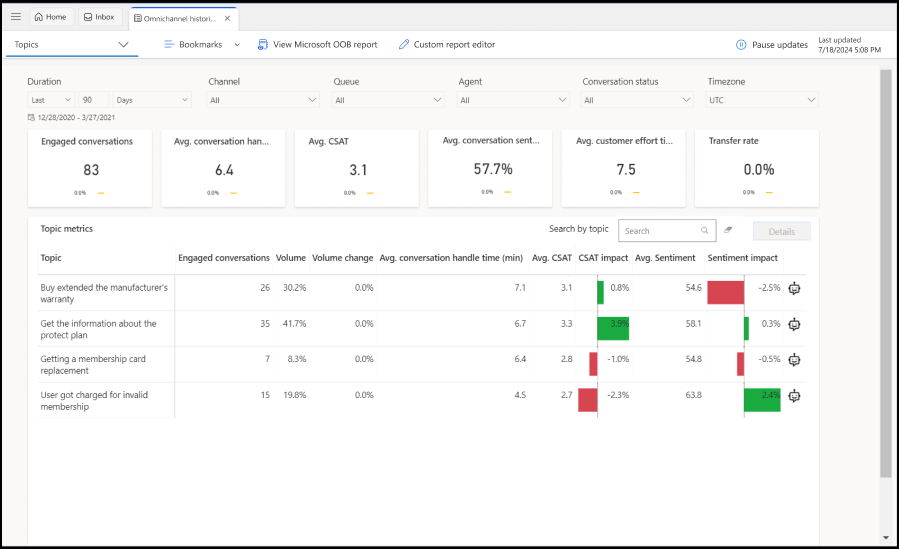 Home Inbox Omnichannel histori...
Topics Bookmarks View Microsoft OOB report Custom report editor Pause updates Last updated
7/18/2024 5:08 PM
Duration Channel Queue Agent Conversation status Timezone
Last 90 Days All All All All UTC
12/28/2020 - 3/27/2021
Engaged conversations Avg. conversation han... Avg. CSAT Avg. conversation sent... Avg. customer effort ti... Transfer rate
83 6.4 3.1 57.7% 7.5 0.0%
0.0% 0.0% 0.0% 0.0% 0.0% 0.0%
Topic metrics Search by topic Search Details
Topic Engaged conversations Volume Volume change Avg. conversation handle time (min) Avg. CSAT CSAT impact Avg. Sentiment Sentiment impact
Buy extended the manufacturer's 26 30.2% 0.0% 7.1 3.1 0.8% 54.6 -2.5%
warranty
Get the information about the 35 41.7% 0.0% 6.7 3.3 3.9% 58.1 0.3%
protect plan
Getting a membership card 7 8.3% 0.0% 6.4 2.8 -1.0% 54.8 -0.5%
replacement
User got charged for invalid 15 19.8% 0.0% 4.5 2.7 -2.3% 63.8 2.4%
membership